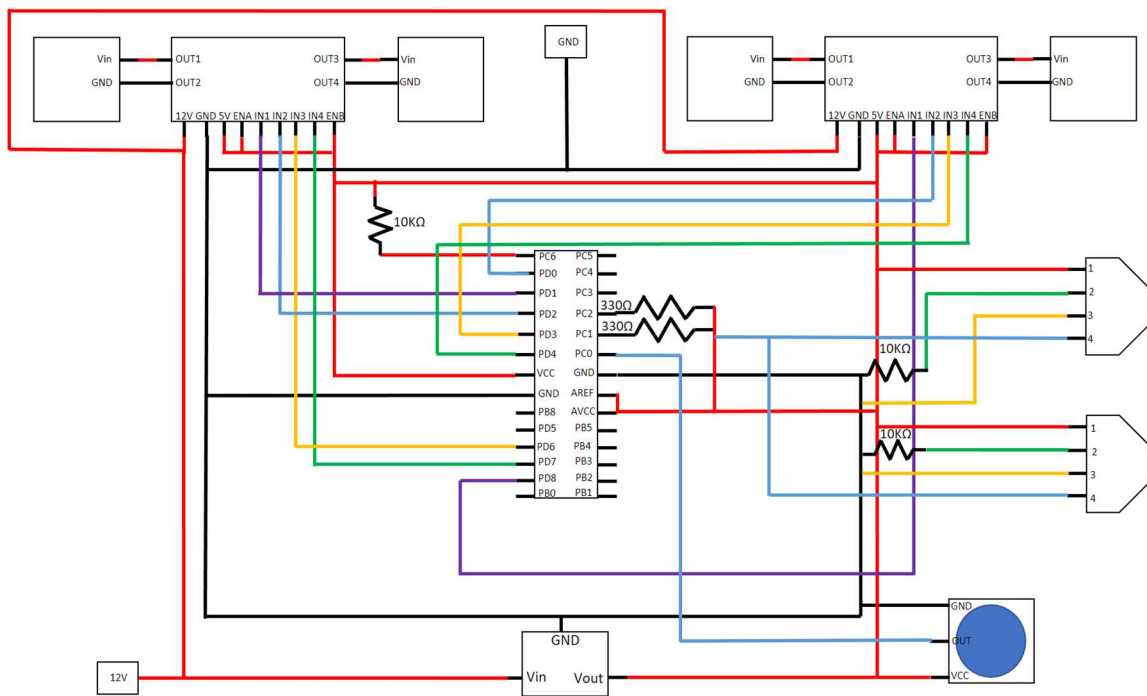 GND
Vin OUT1 OUT3 Vin
GND OUT2 OUT4 GND
12V GND 5V ENA IN1 IN2 IN3 IN4 ENB
Vin OUT1 OUT3 Vin
GND OUT2 OUT4 GND
12V GND 5V ENA IN1 IN2 IN3 IN4 ENB
10KΩ
PC6 PC5
PD0 PC4
PD1 PC3
PD2 PC2
PD3 PC1
PD4 PC0
VCC GND
GND AREF
PB8 AVCC
PD5 PB5
PD6 PB4
PD7 PB3
PD8 PB2
PB0 PB1
330Ω
330Ω
10KΩ
1
2
3
4
10KΩ
1
2
3
4
GND
OUT
VCC
12V
GND
Vin Vout